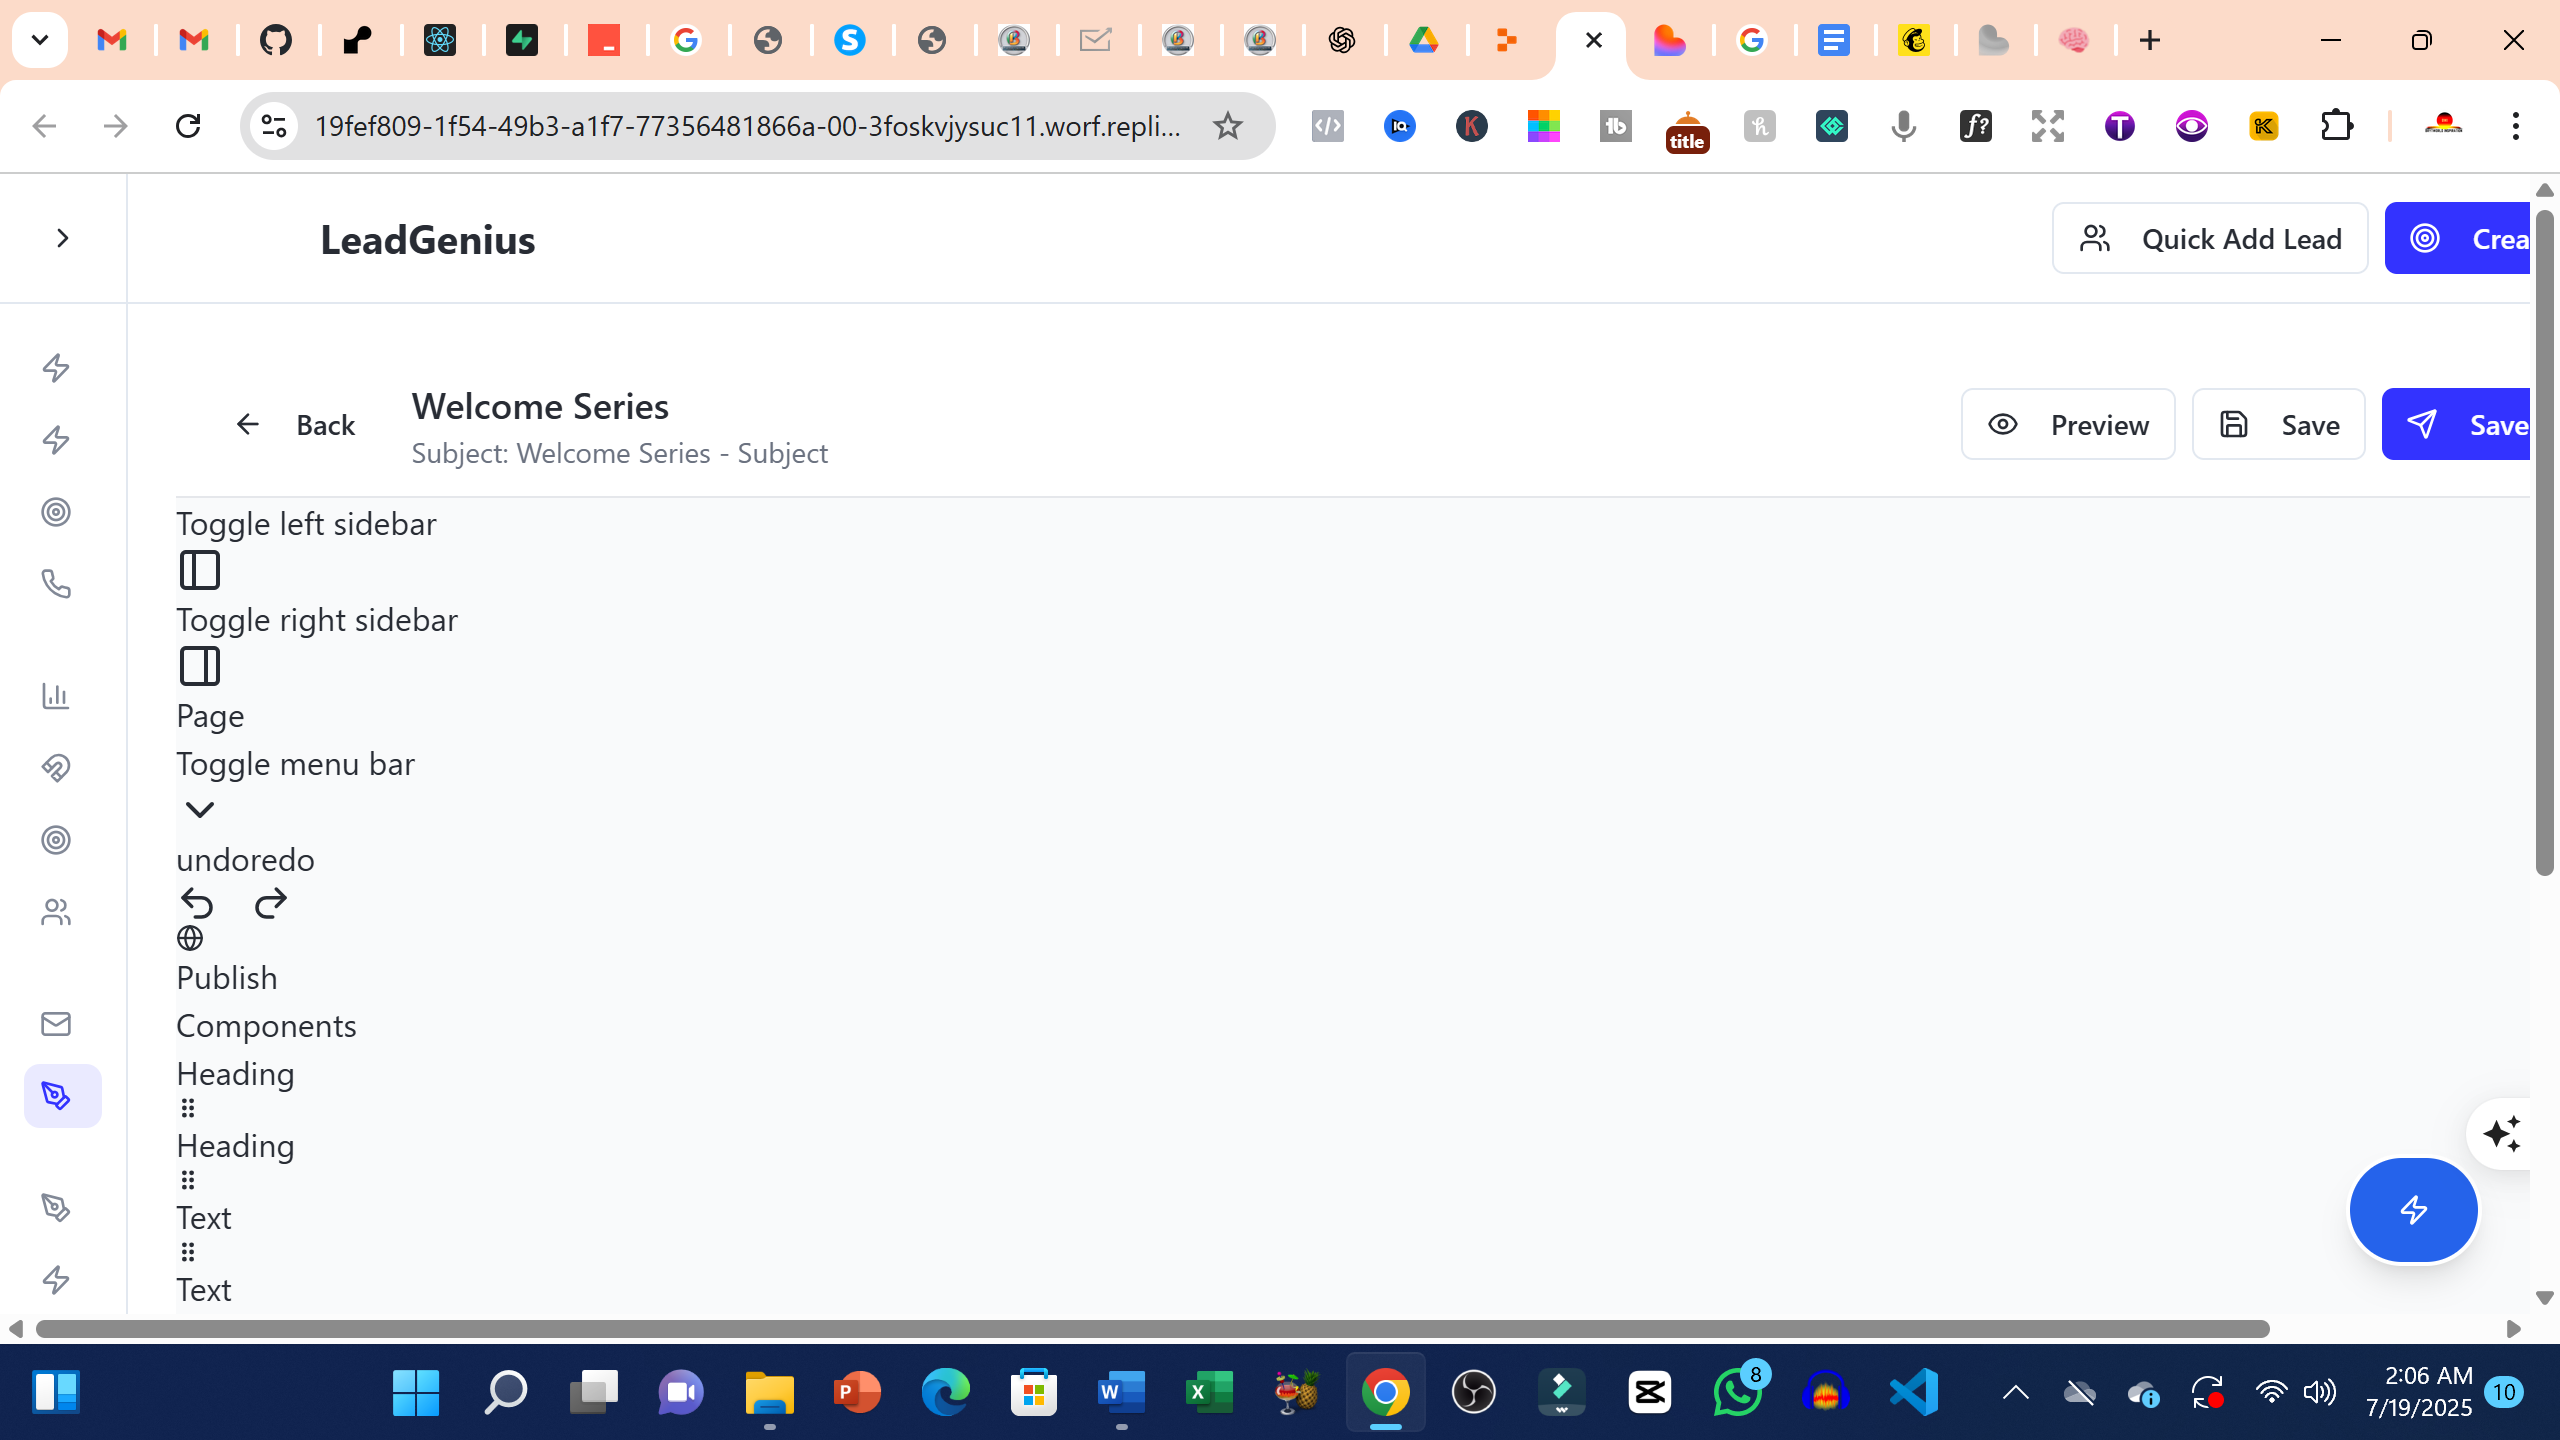 19fef809-1f54-49b3-a1f7-77356481866a-00-3foskvjysuc11.worf.repli...
title
LeadGenius
Quick Add Lead
Crea
Back
Welcome Series
Subject: Welcome Series - Subject
Preview
Save
Save
Toggle left sidebar
Toggle right sidebar
Page
Toggle menu bar
undoredo
Publish
Components
Heading
Heading
Text
Text
8
2:06 AM
7/19/2025
10